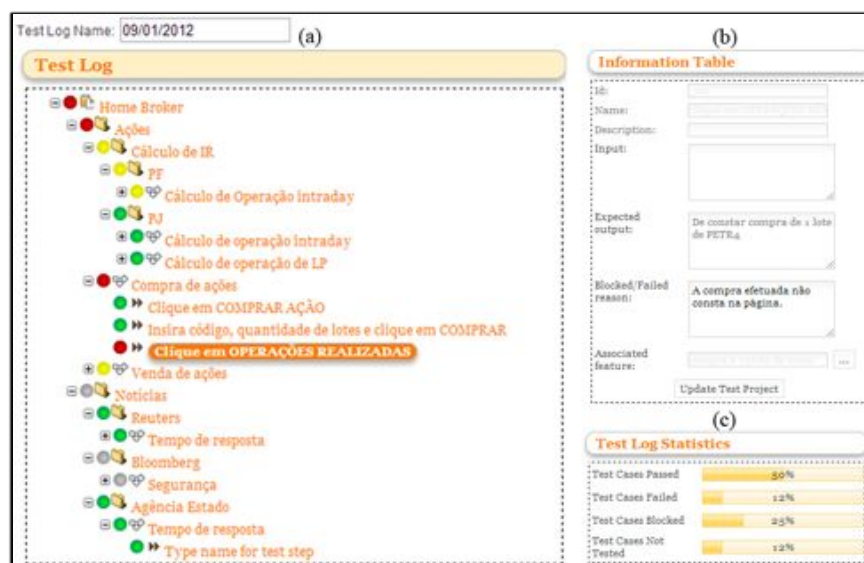 Test Log Name: 09/01/2012
(a)
Test Log
Home Broker
Ações
Cálculo de IR
PF
Cálculo de Operação intraday
PJ
Cálculo de operação intraday
Cálculo de operação de LP
Compra de ações
Clique em COMPRAR AÇÃO
Insira código, quantidade de lotes e clique em COMPRAR
Clique em OPERAÇÕES REALIZADAS
Venda de ações
Notícias
Reuters
Tempo de resposta
Bloomberg
Segurança
Agência Estado
Tempo de resposta
Type name for test step
(b)
Information Table
Id:
Name:
Description:
Input:
Expected
output:
De constar compra de 1 lote
de PETR4
Blocked/Failed
reason:
A compra efetuada não
consta na página.
Associated
feature:
...
Update Test Project
(c)
Test Log Statistics
Test Cases Passed 50%
Test Cases Failed 12%
Test Cases Blocked 25%
Test Cases Not
Tested 12%